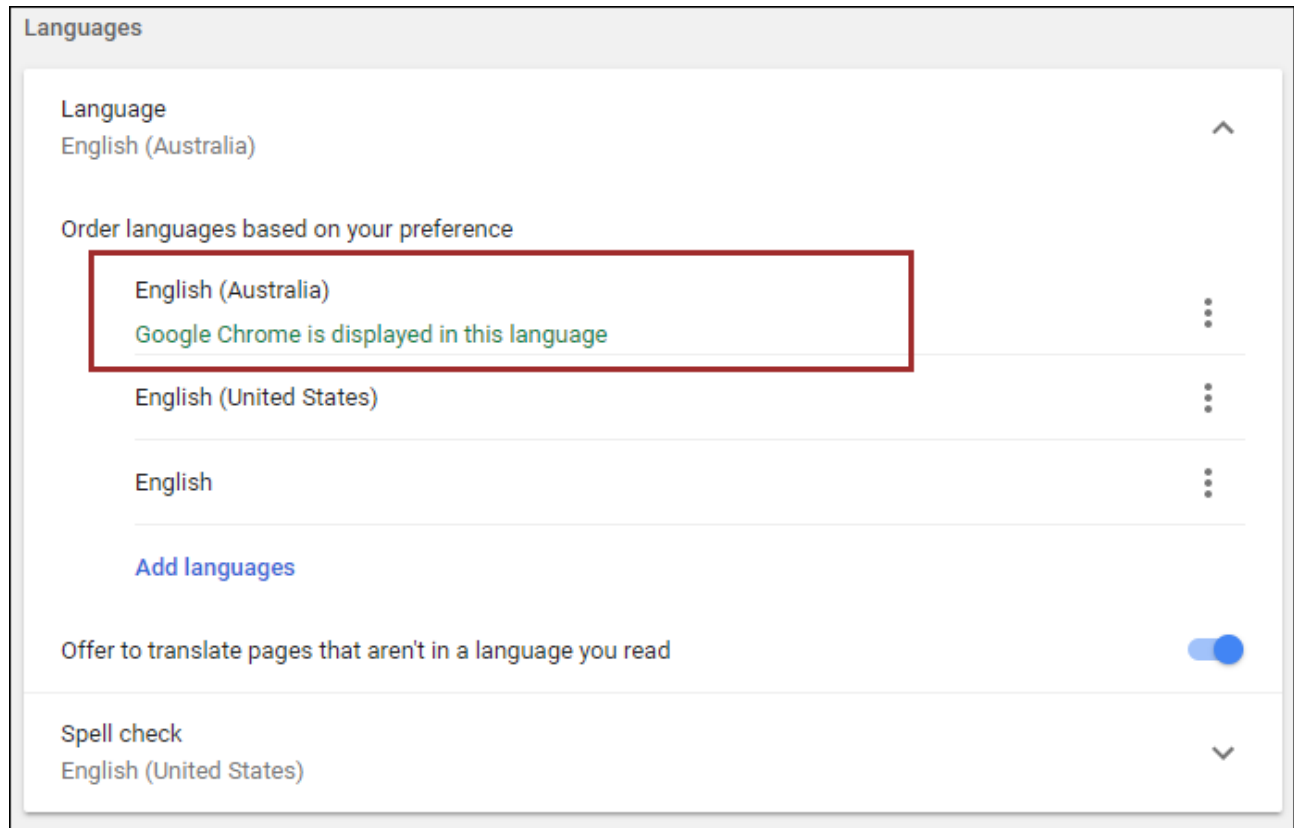 Languages
Language
English (Australia)
Order languages based on your preference
English (Australia)
Google Chrome is displayed in this language
English (United States)
English
Add languages
Offer to translate pages that aren't in a language you read
Spell check
English (United States)